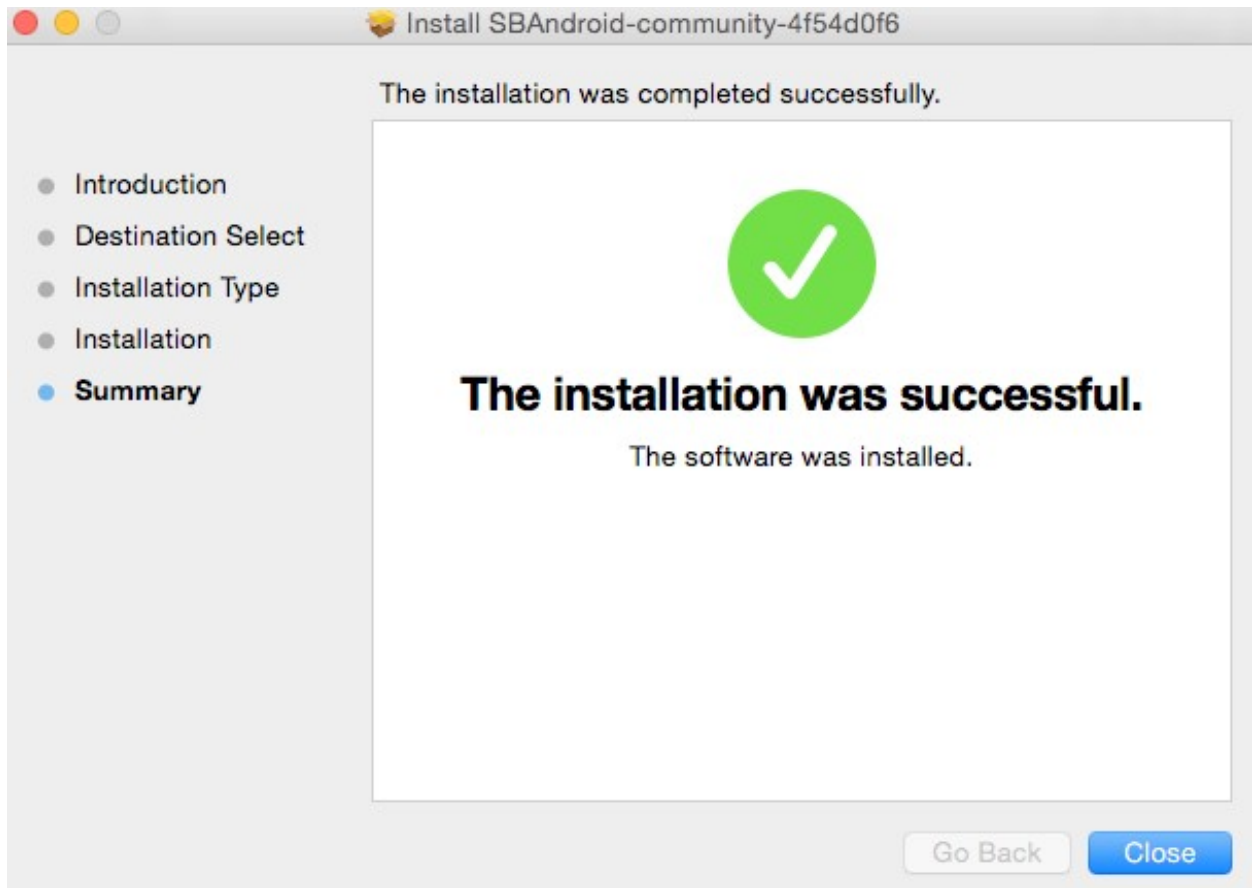 Install SBAndroid-community-4f54d0f6
The installation was completed successfully.
Introduction
Destination Select
Installation Type
Installation
Summary
The installation was successful.
The software was installed.
Go Back
Close